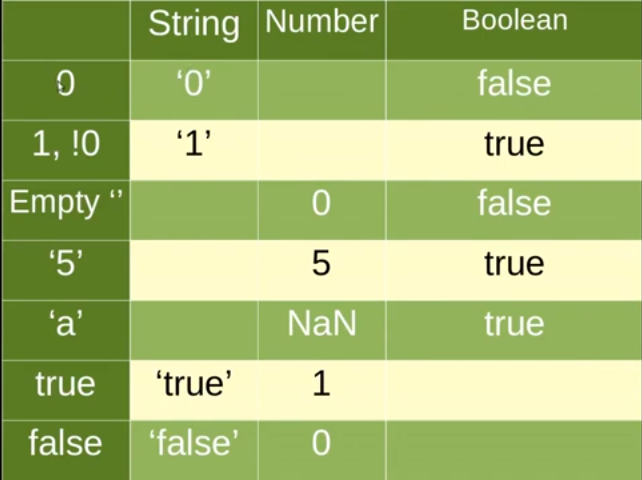 String Number Boolean
0 ‘0’ false
1, !0 ‘1’ true
Empty ‘’ 0 false
‘5’ 5 true
‘a’ NaN true
true ‘true’ 1
false ‘false’ 0